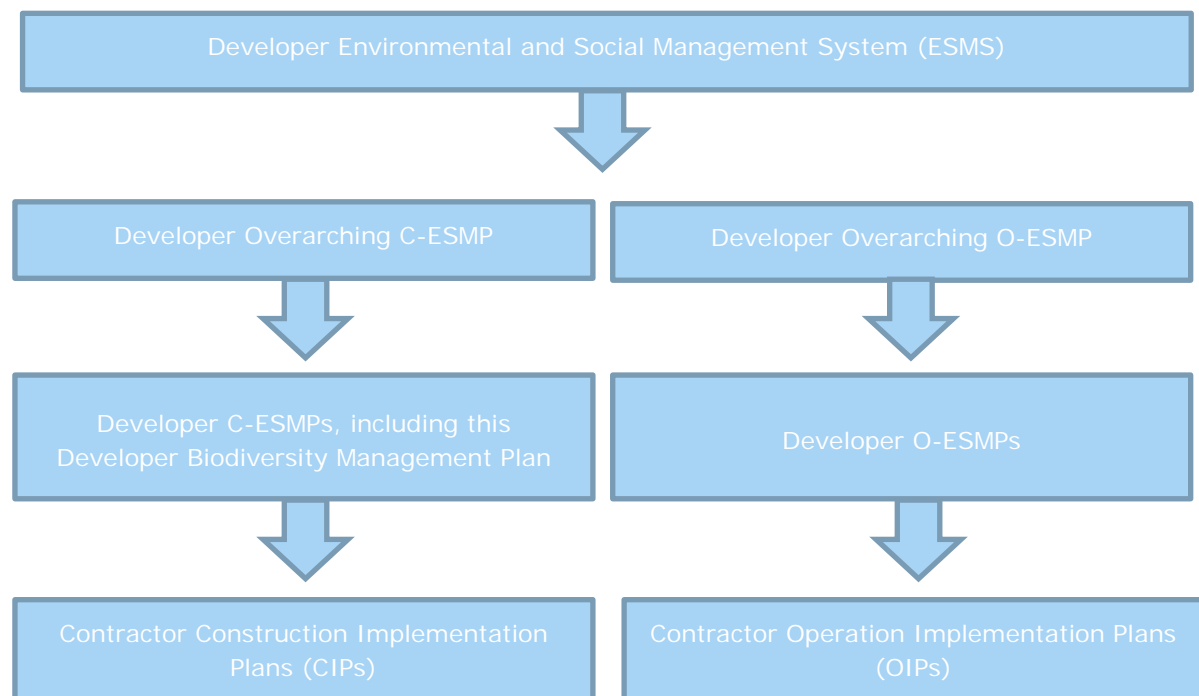 Developer Environmental and Social Management System (ESMS)
Developer Overarching C-ESMP
Developer Overarching O-ESMP
Developer C-ESMPs, including this
Developer Biodiversity Management Plan
Developer O-ESMPs
Contractor Construction Implementation
Plans (CIPs)
Contractor Operation Implementation Plans
(OIPs)